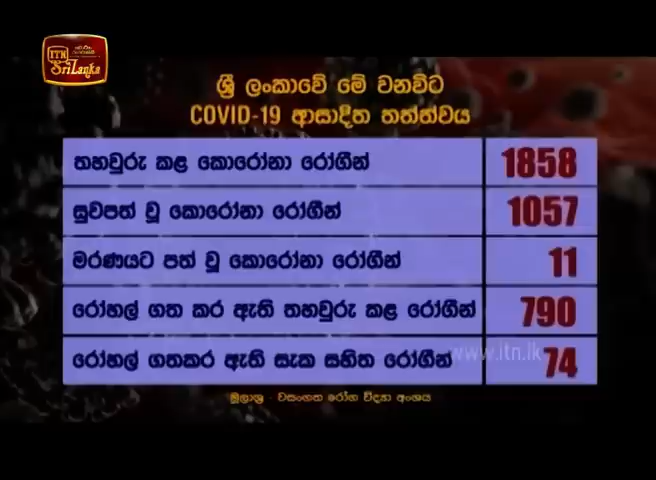 ITN
Sri Lanka
ශ්‍රී ලංකාවේ මේ වනවිට
COVID-19 ආසාදිත තත්ත්වය
තහවුරු කළ කොරෝනා රෝගීන් 1858
සුවපත් වූ කොරෝනා රෝගීන් 1057
මරණයට පත් වූ කොරෝනා රෝගීන් 11
රෝහල් ගත කර ඇති තහවුරු කළ රෝගීන් 790
රෝහල් ගතකර ඇති සැක සහිත රෝගීන් 74
www.itn.lk
මූලාශ්‍ර - වසංගත රෝග විද්‍යා අංශය